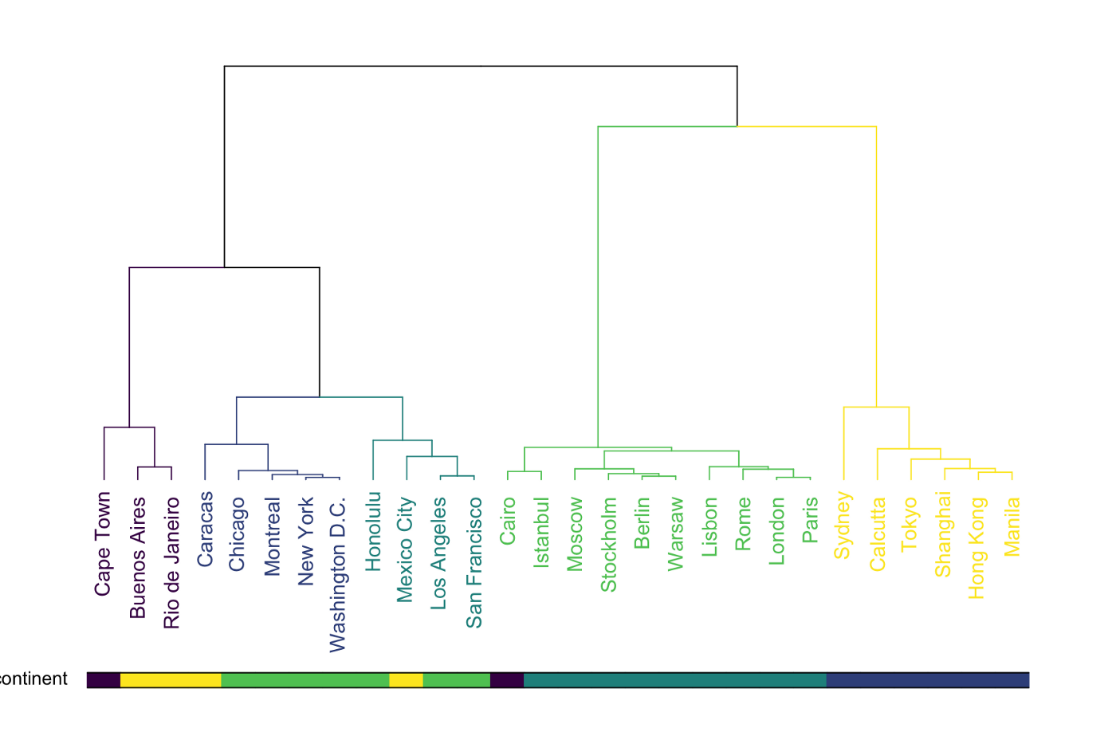 Cape Town
Buenos Aires
Rio de Janeiro
Caracas
Chicago
Montreal
New York
Washington D.C.
Honolulu
Mexico City
Los Angeles
San Francisco
Cairo
Istanbul
Moscow
Stockholm
Berlin
Warsaw
Lisbon
Rome
London
Paris
Sydney
Calcutta
Tokyo
Shanghai
Hong Kong
Manila
continent